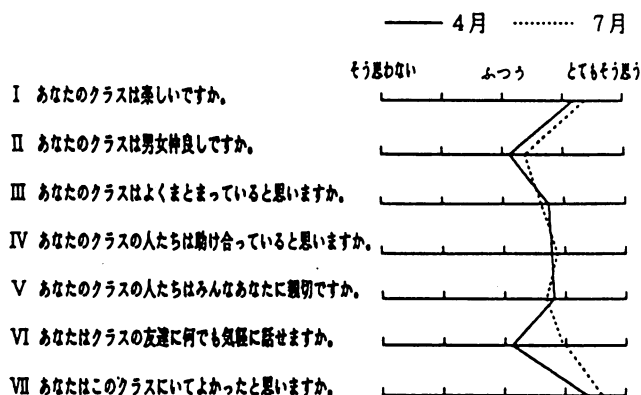 4月 7月
そう思わない ふつう とてもそう思う
I あなたのクラスは楽しいですか。
II あなたのクラスは男女仲良しですか。
III あなたのクラスはよくまとまっていると思いますか。
IV あなたのクラスの人たちは助け合っていると思いますか。
V あなたのクラスの人たちはみんなあなたに親切ですか。
VI あなたはクラスの友達に何でも気軽に話せますか。
VII あなたはこのクラスにいてよかったと思いますか。